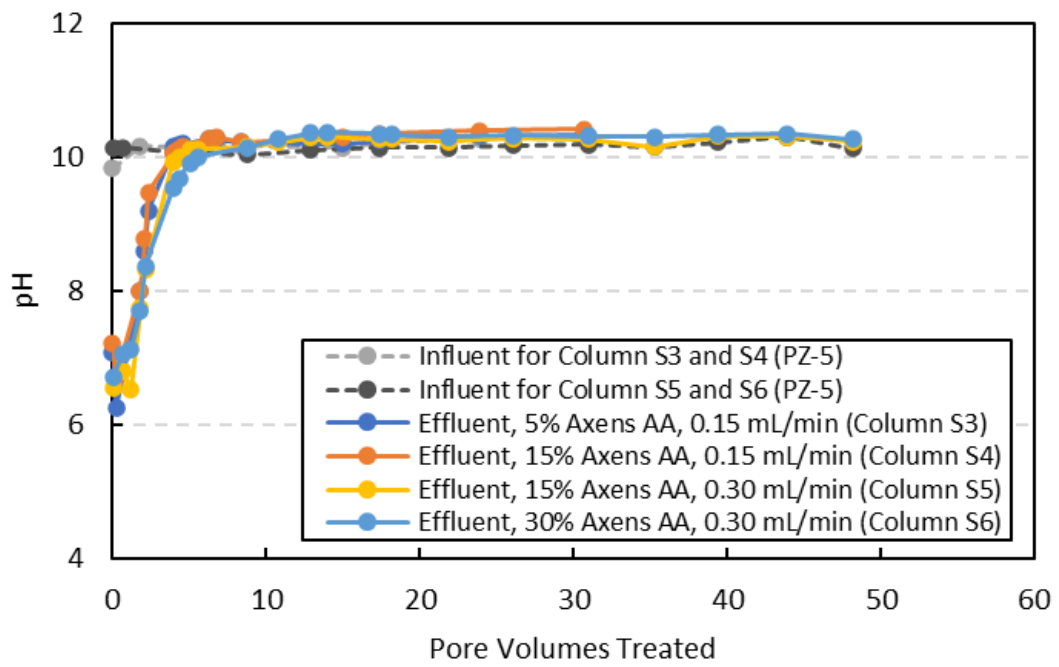 12
10
8
6
4
pH
Influent for Column S3 and S4 (PZ-5)
Influent for Column S5 and S6 (PZ-5)
Effluent, 5% Axens AA, 0.15 mL/min (Column S3)
Effluent, 15% Axens AA, 0.15 mL/min (Column S4)
Effluent, 15% Axens AA, 0.30 mL/min (Column S5)
Effluent, 30% Axens AA, 0.30 mL/min (Column S6)
0 10 20 30 40 50 60
Pore Volumes Treated